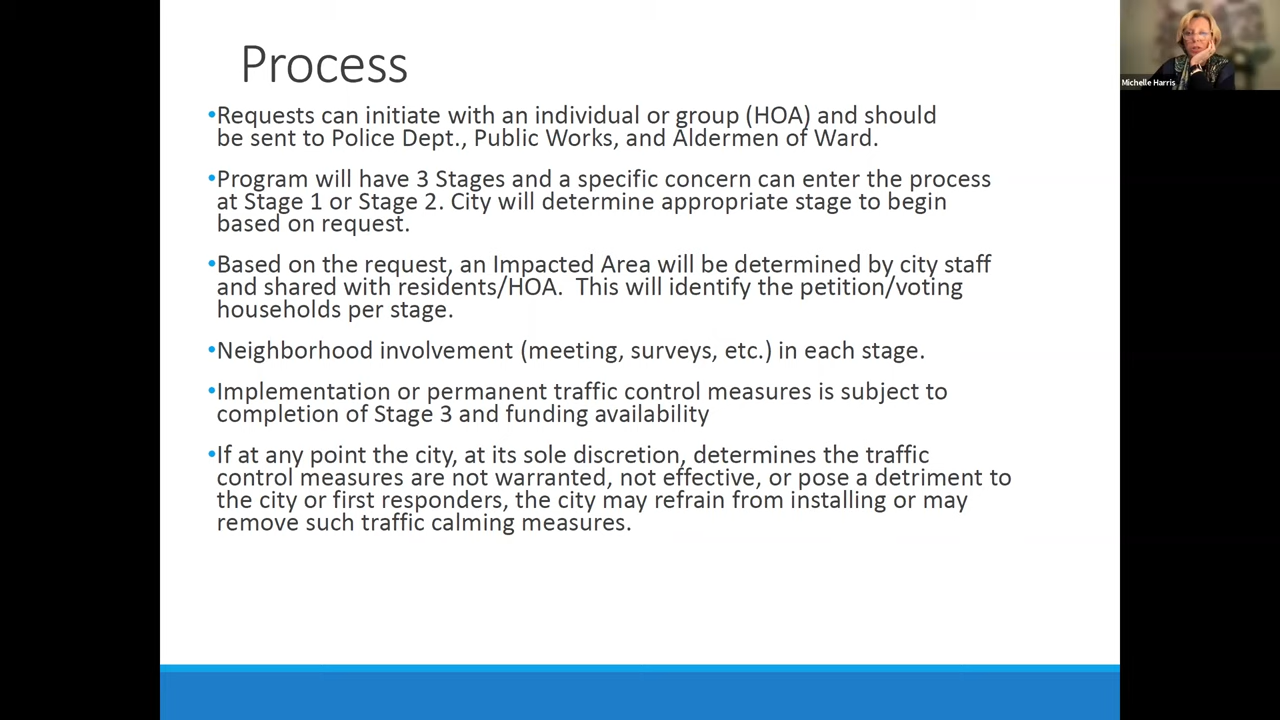 Process
•Requests can initiate with an individual or group (HOA) and should
be sent to Police Dept., Public Works, and Aldermen of Ward.
•Program will have 3 Stages and a specific concern can enter the process
at Stage 1 or Stage 2. City will determine appropriate stage to begin
based on request.
•Based on the request, an Impacted Area will be determined by city staff
and shared with residents/HOA.  This will identify the petition/voting
households per stage.
•Neighborhood involvement (meeting, surveys, etc.) in each stage.
•Implementation or permanent traffic control measures is subject to
completion of Stage 3 and funding availability
•If at any point the city, at its sole discretion, determines the traffic
control measures are not warranted, not effective, or pose a detriment to
the city or first responders, the city may refrain from installing or may
remove such traffic calming measures.
Michelle Harris